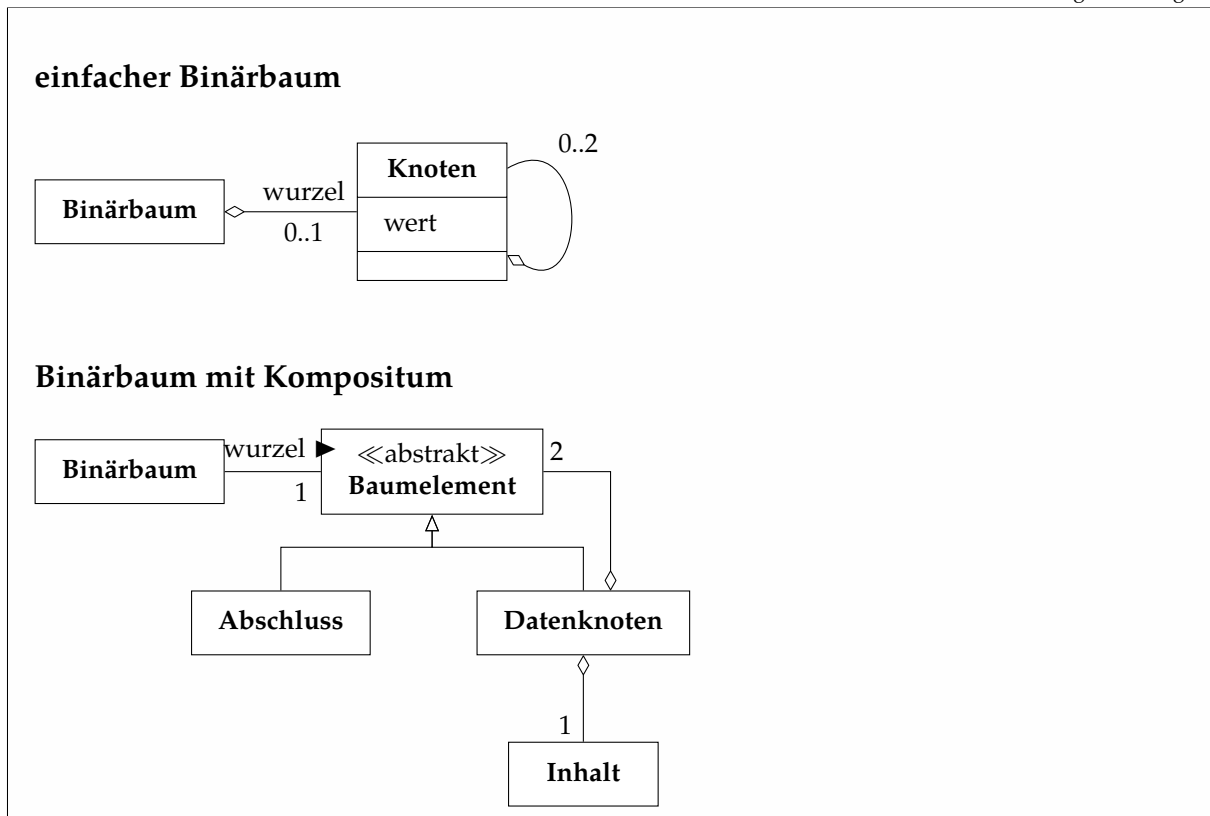 einfacher Binärbaum
0..2
Knoten
wurzel
Binärbaum
wert
0..1
Binärbaum mit Kompositum
wurzel ►
≪abstrakt≫
2
Binärbaum
Baumelement
1
Abschluss
Datenknoten
1
Inhalt